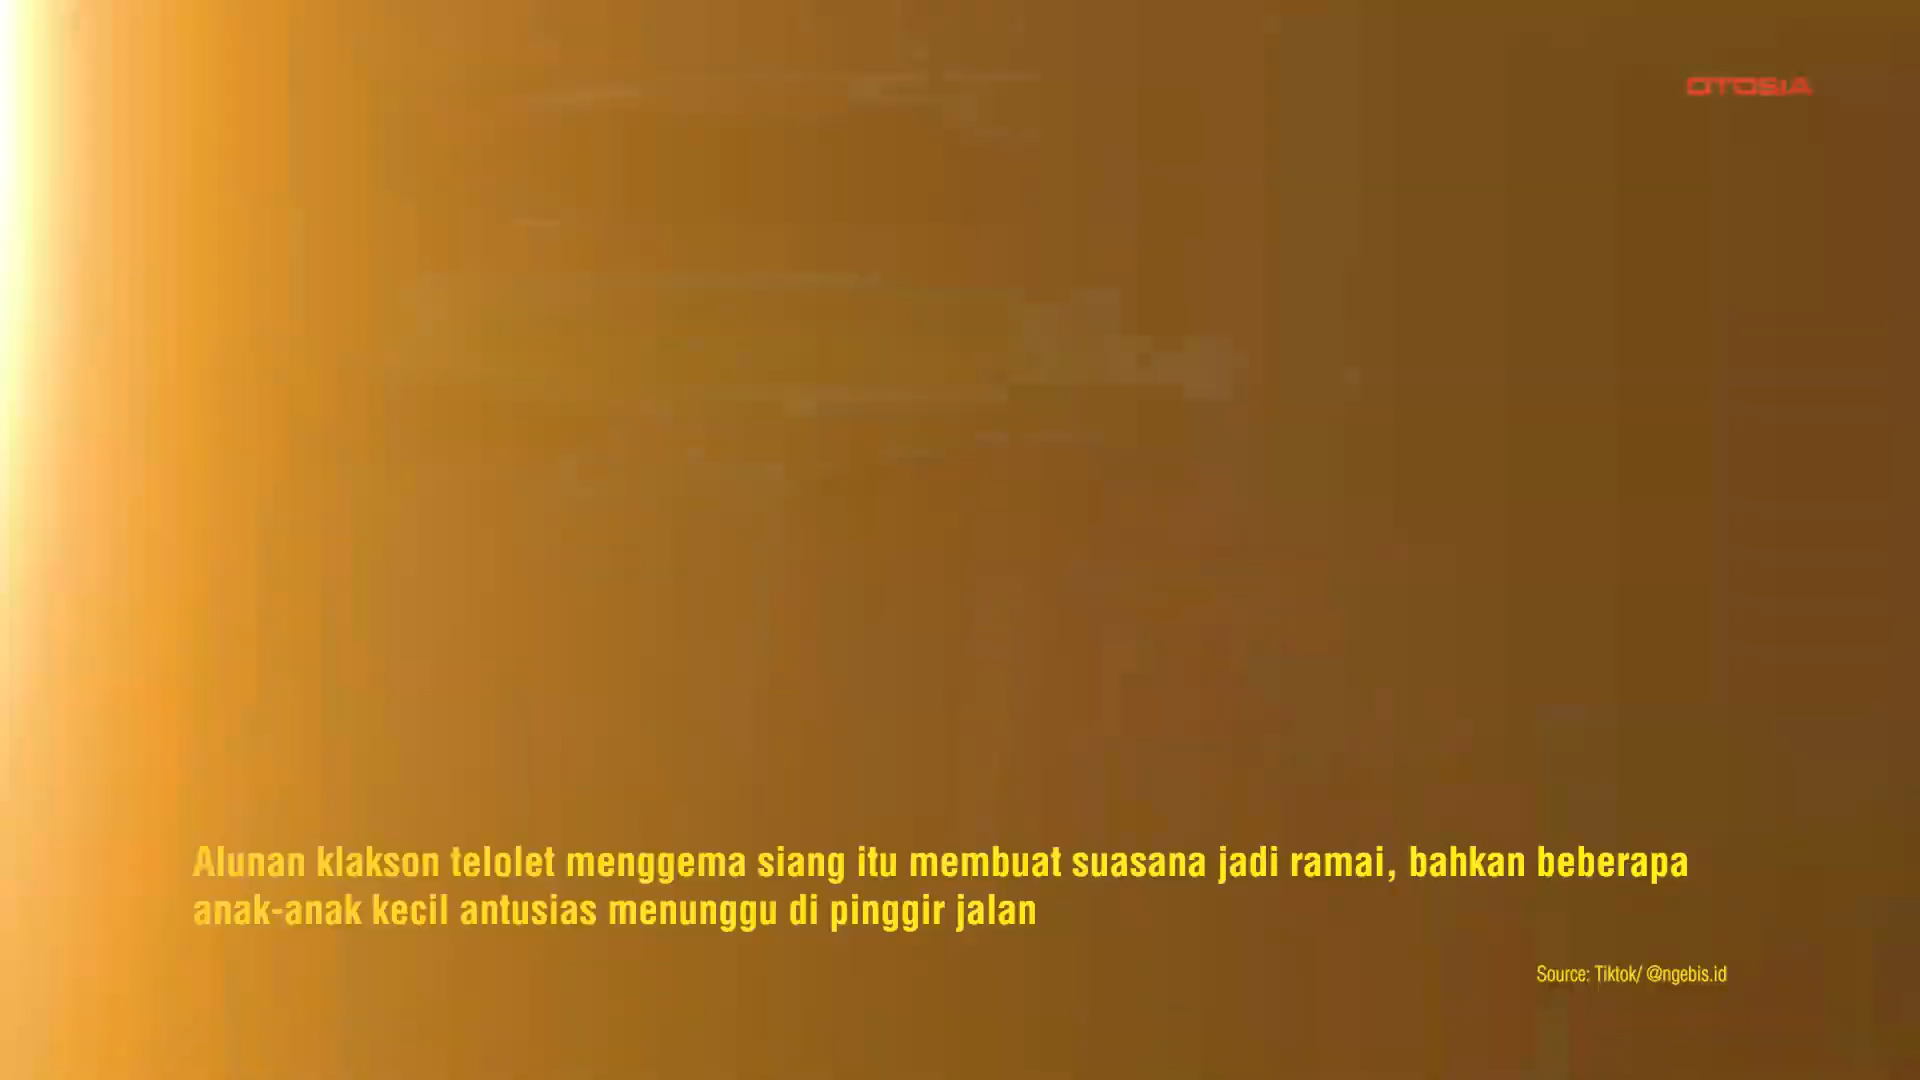 OTOSIA
Alunan klakson telolet menggema siang itu membuat suasana jadi ramai, bahkan beberapa
anak-anak kecil antusias menunggu di pinggir jalan
Source: Tiktok/ @ngebis.id